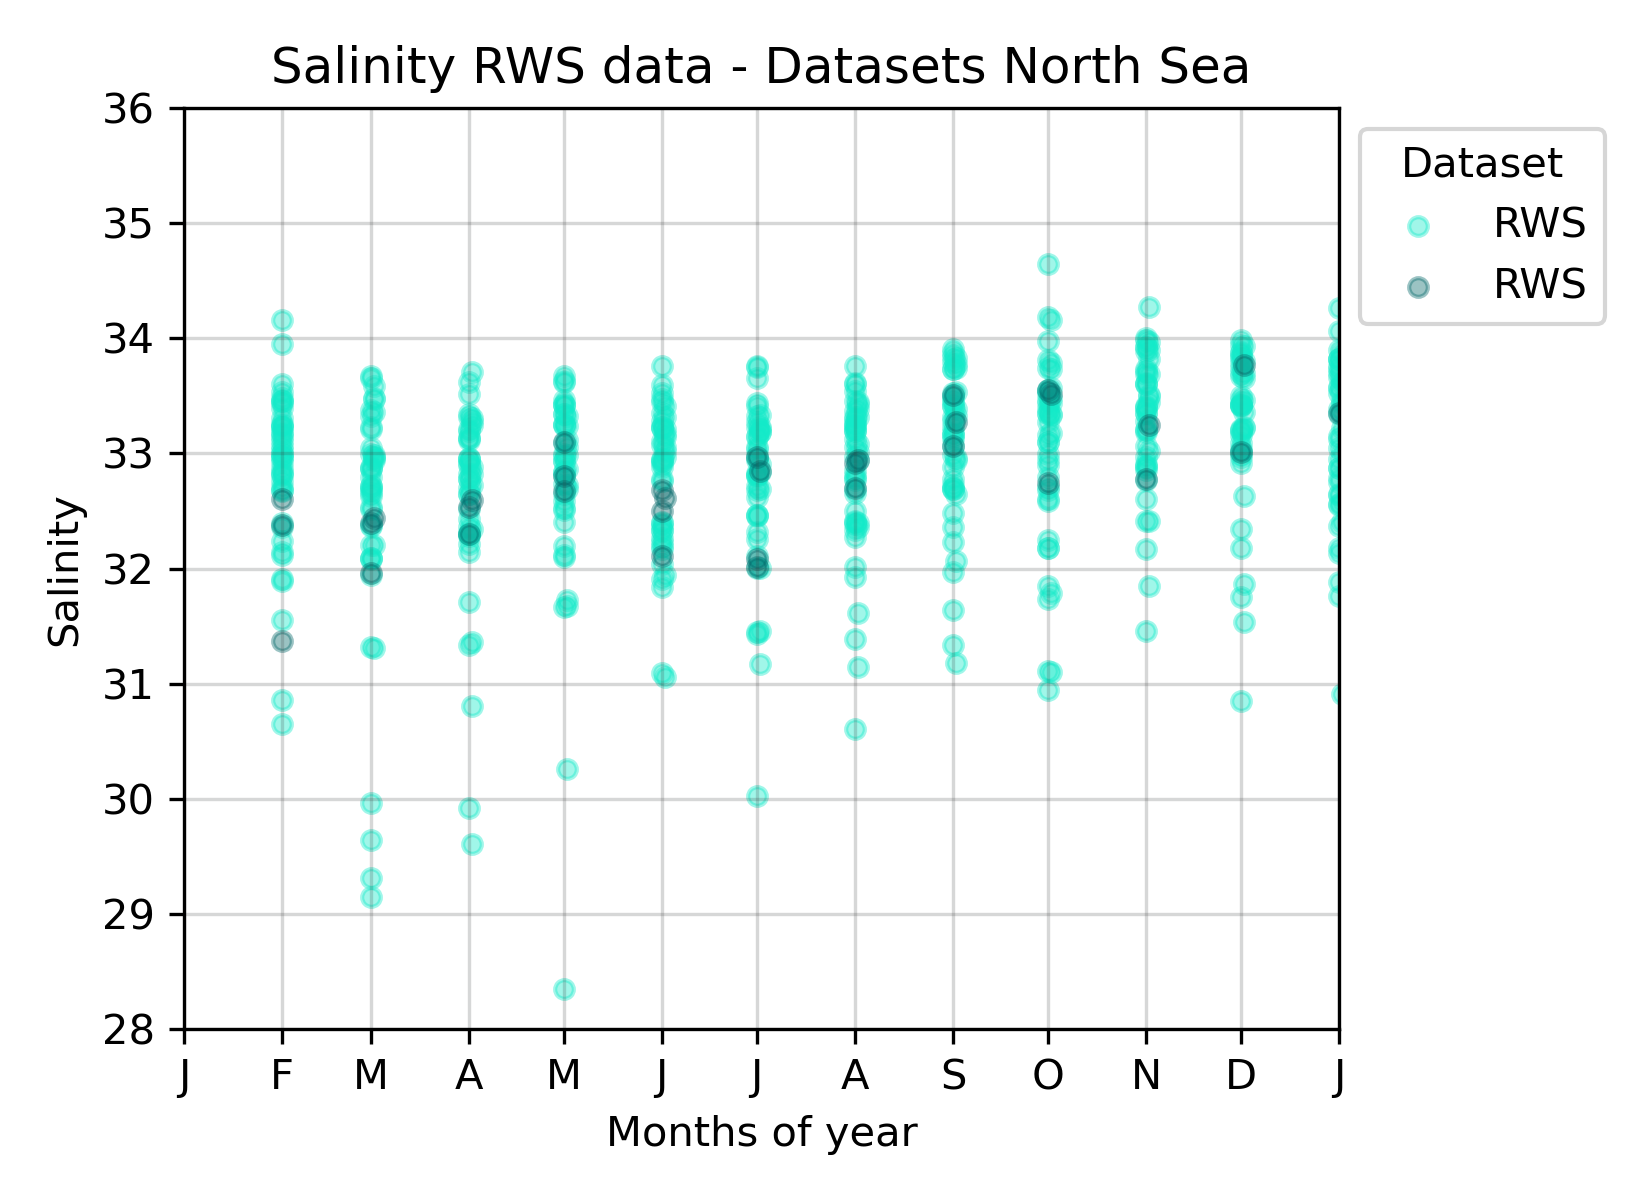 Salinity RWS data - Datasets North Sea
36
35
34
33
32
31
30
29
28
Salinity
J F M A M J J A S O N D J
Months of year
Dataset
RWS
RWS